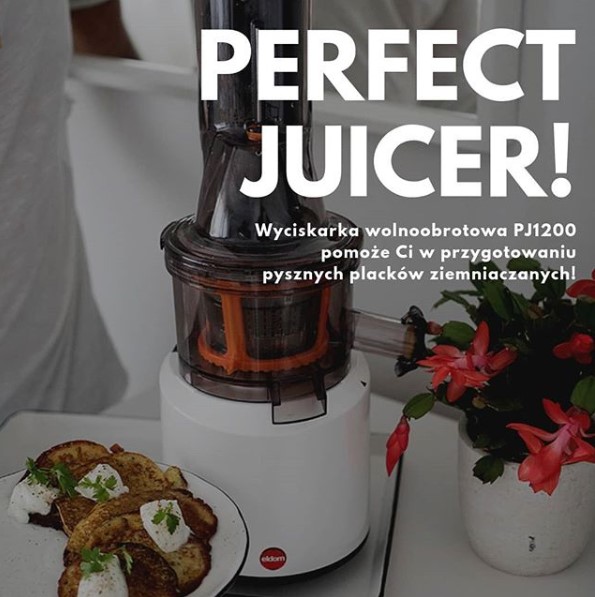 PERFECT
JUICER!
Wyciskarka wolnoobrotowa PJ1200
pomoże Ci w przygotowaniu
pysznych placków ziemniaczanych!
eldom